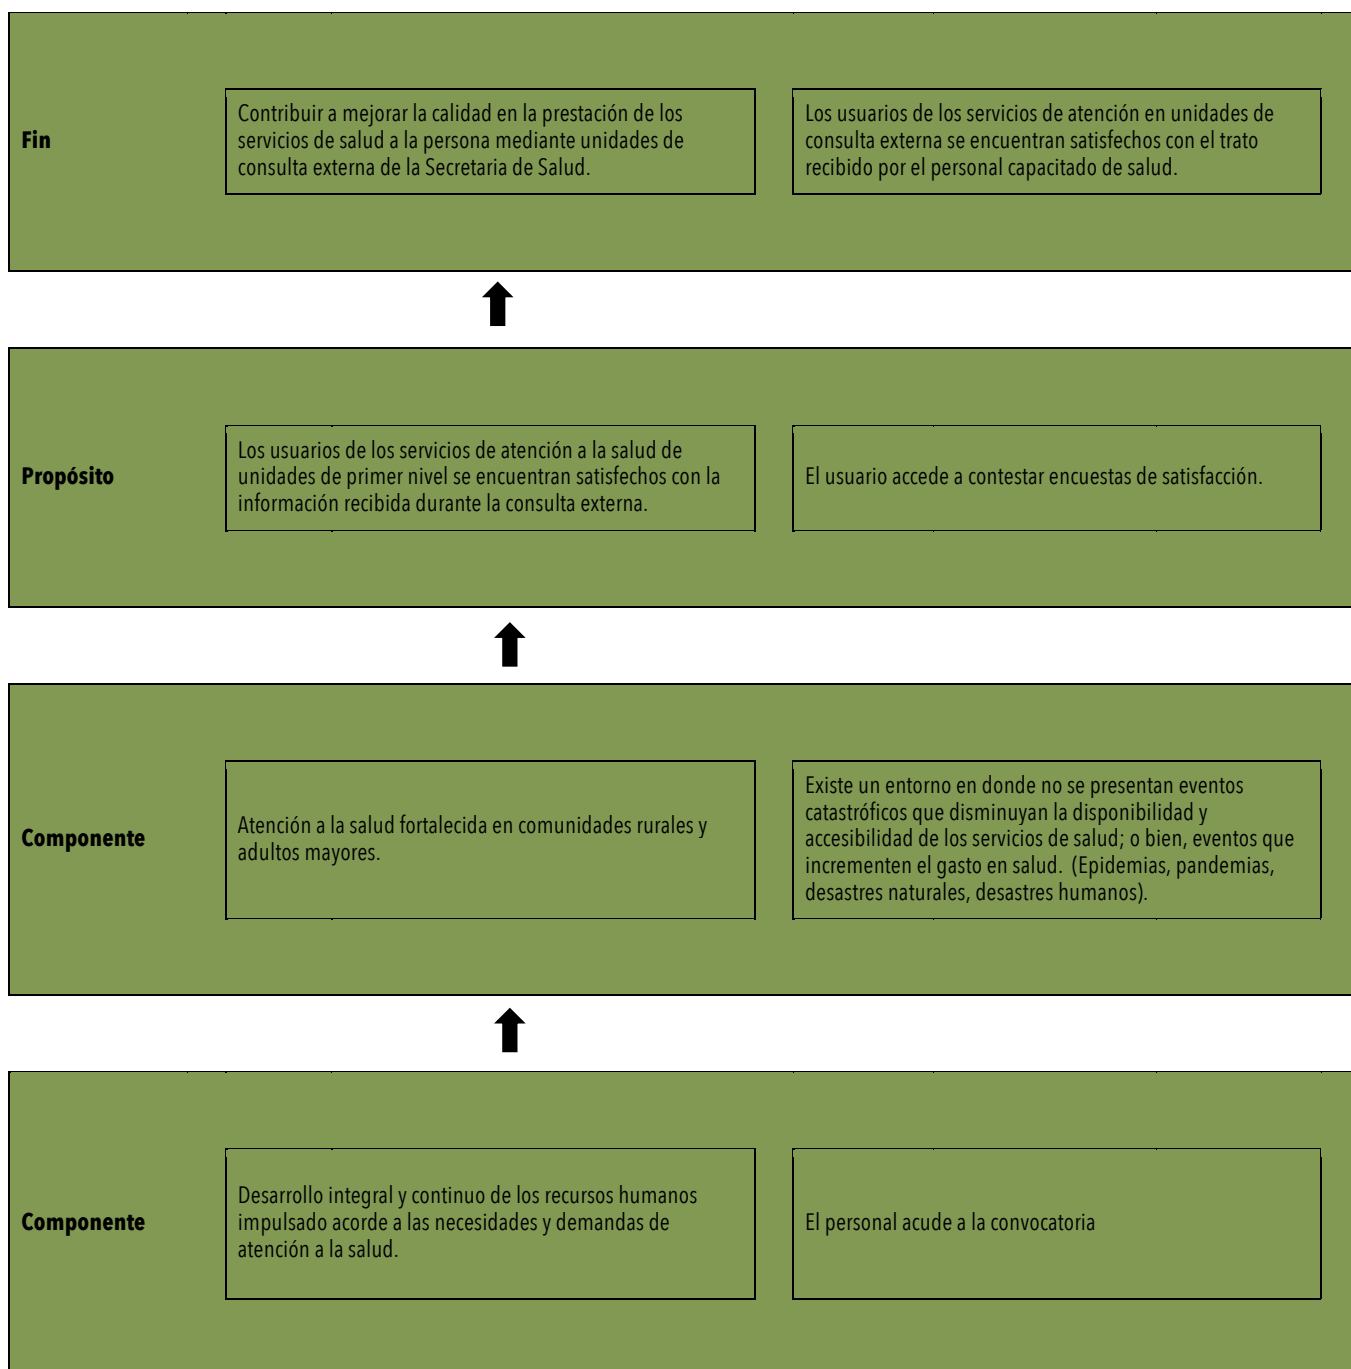 Fin
Contribuir a mejorar la calidad en la prestación de los
servicios de salud a la persona mediante unidades de
consulta externa de la Secretaria de Salud.
Los usuarios de los servicios de atención en unidades de
consulta externa se encuentran satisfechos con el trato
recibido por el personal capacitado de salud.
Propósito
Los usuarios de los servicios de atención a la salud de
unidades de primer nivel se encuentran satisfechos con la
información recibida durante la consulta externa.
El usuario accede a contestar encuestas de satisfacción.
Componente
Atención a la salud fortalecida en comunidades rurales y
adultos mayores.
Existe un entorno en donde no se presentan eventos
catastróficos que disminuyan la disponibilidad y
accesibilidad de los servicios de salud; o bien, eventos que
incrementen el gasto en salud.  (Epidemias, pandemias,
desastres naturales, desastres humanos).
Componente
Desarrollo integral y continuo de los recursos humanos
impulsado acorde a las necesidades y demandas de
atención a la salud.
El personal acude a la convocatoria